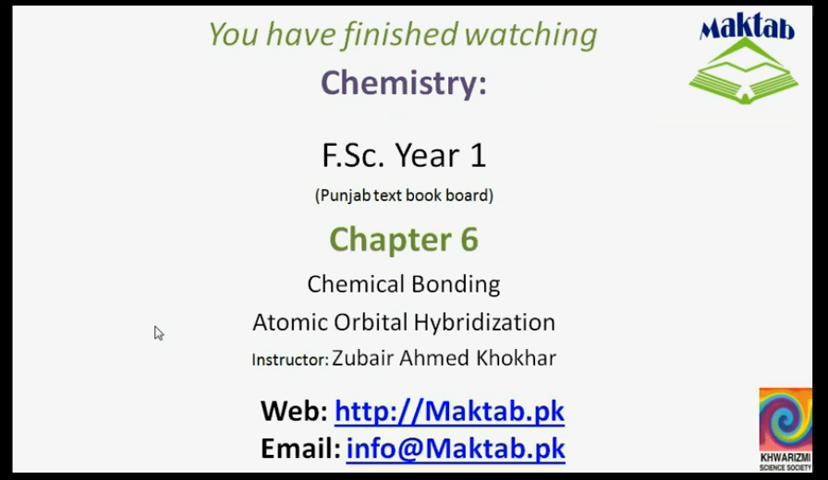 You have finished watching
Maktab
Chemistry:
F.Sc. Year 1
(Punjab text book board)
Chapter 6
Chemical Bonding
Atomic Orbital Hybridization
Instructor: Zubair Ahmed Khokhar
Web: http://Maktab.pk
Email: info@Maktab.pk
KHWARIZMI
SCIENCE SOCIETY